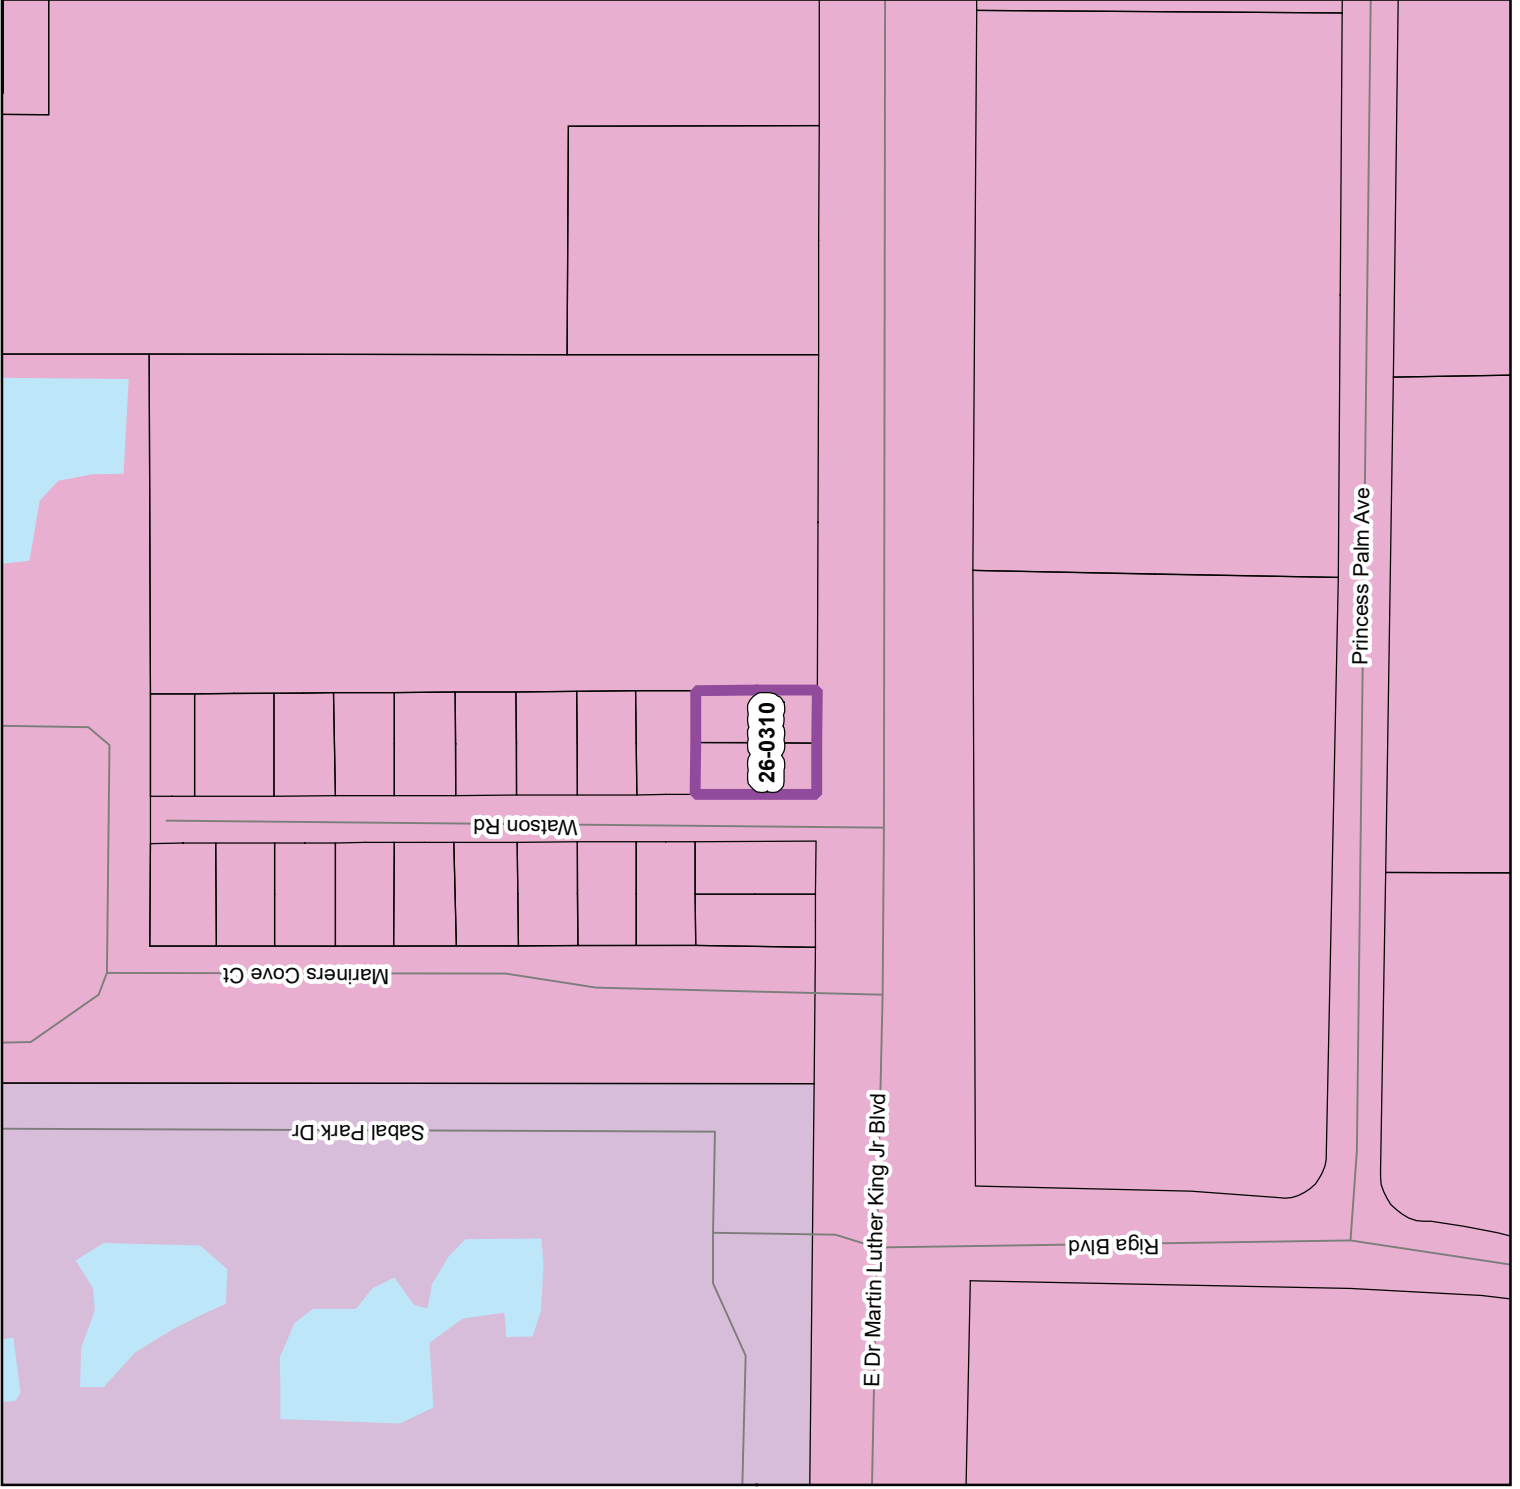 Princess Palm Ave
26-0310
Watson Rd
Mariners Cove Ct
Sabal Park Dr
E Dr Martin Luther King Jr Blvd
Riga Blvd